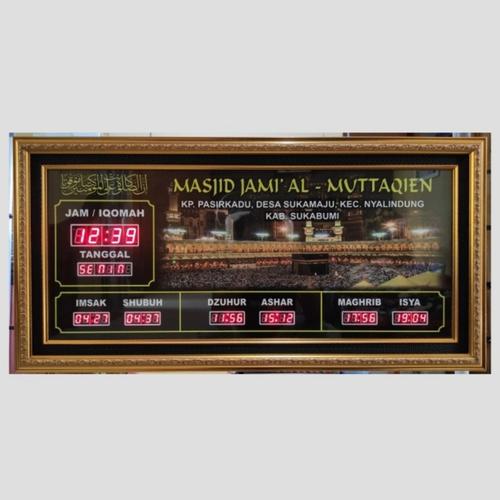 MASJID JAMI' AL - MUTTAQIEN
KP. PASIRKADU, DESA SUKAMAJU, KEC. NYALINDUNG
KAB. SUKABUMI
JAM / IQOMAH
12:39
TANGGAL
SENIN
IMSAK SHUBUH DZUHUR ASHAR MAGHRIB ISYA
04:27 04:37 11:56 15:12 17:56 19:04